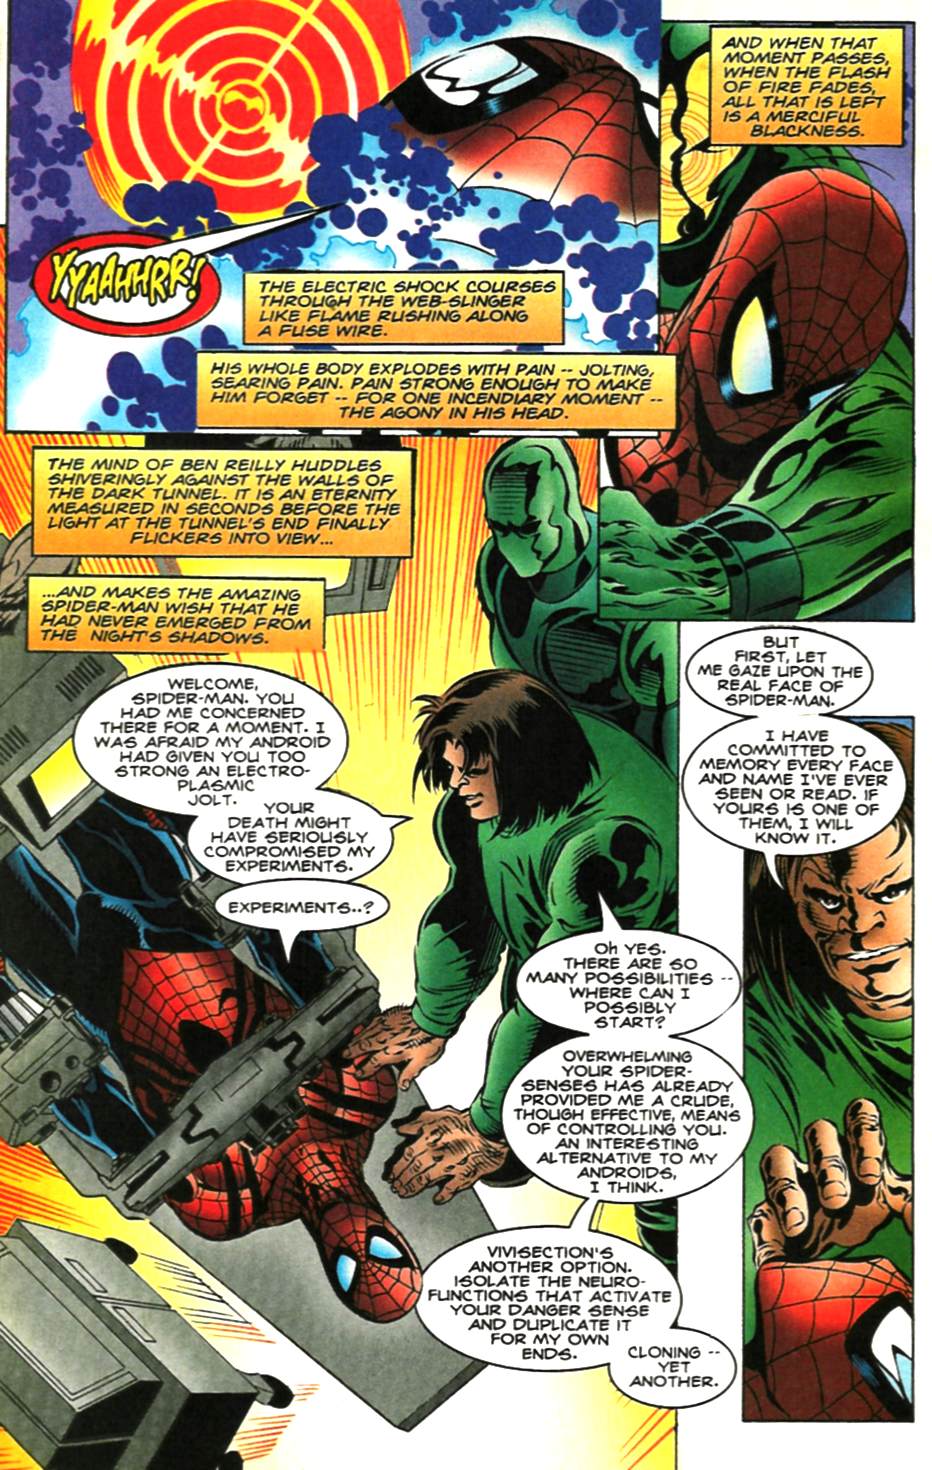 YYAAHHRR!
THE ELECTRIC SHOCK COURSES
THROUGH THE WEB-SLINGER
LIKE FLAME RUSHING ALONG
A FUSE WIRE.
HIS WHOLE BODY EXPLODES WITH PAIN -- JOLTING,
SEARING PAIN. PAIN STRONG ENOUGH TO MAKE
HIM FORGET -- FOR ONE INCENDIARY MOMENT --
THE AGONY IN HIS HEAD.
AND WHEN THAT
MOMENT PASSES,
WHEN THE FLASH
OF FIRE FADES,
ALL THAT IS LEFT
IS A MERCIFUL
BLACKNESS.
THE MIND OF BEN REILLY HUDDLES
SHIVERINGLY AGAINST THE WALLS OF
THE DARK TUNNEL. IT IS AN ETERNITY
MEASURED IN SECONDS BEFORE THE
LIGHT AT THE TUNNEL'S END FINALLY
FLICKERS INTO VIEW...
...AND MAKES THE AMAZING
SPIDER-MAN WISH THAT HE
HAD NEVER EMERGED FROM
THE NIGHT'S SHADOWS.
WELCOME,
SPIDER-MAN. YOU
HAD ME CONCERNED
THERE FOR A MOMENT. I
WAS AFRAID MY ANDROID
HAD GIVEN YOU TOO
STRONG AN ELECTRO-
PLASMIC
JOLT.
YOUR
DEATH MIGHT
HAVE SERIOUSLY
COMPROMISED MY
EXPERIMENTS.
EXPERIMENTS..?
Oh YES.
THERE ARE SO
MANY POSSIBILITIES --
WHERE CAN I
POSSIBLY
START?
OVERWHELMING
YOUR SPIDER-
SENSES HAS ALREADY
PROVIDED ME A CRUDE,
THOUGH EFFECTIVE, MEANS
OF CONTROLLING YOU.
AN INTERESTING
ALTERNATIVE TO MY
ANDROIDS,
I THINK.
VIVISECTION'S
ANOTHER OPTION.
ISOLATE THE NEURO-
FUNCTIONS THAT ACTIVATE
YOUR DANGER SENSE
AND DUPLICATE IT
FOR MY OWN
ENDS.
CLONING --
YET
ANOTHER.
BUT
FIRST, LET
ME GAZE UPON THE
REAL FACE OF
SPIDER-MAN.
I HAVE
COMMITTED TO
MEMORY EVERY FACE
AND NAME I'VE EVER
SEEN OR READ. IF
YOURS IS ONE OF
THEM, I WILL
KNOW IT.